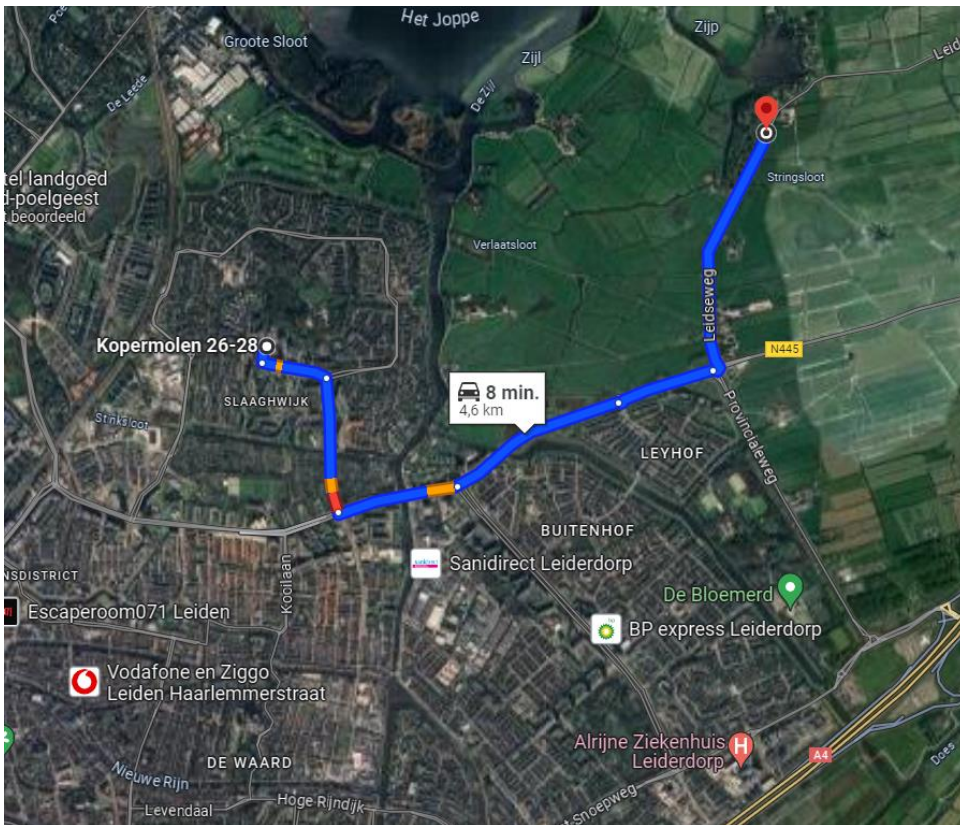 Het Joppe
Zijp
Groote Sloot
Zijl
De Leede
De Zijl
Stringsloot
tel landgoed
d-poelgeest
t beoordeeld
Verlaatsloot
Leidseweg
Kopermolen 26-28
N445
8 min.
4,6 km
SLAAGHWIJK
Provincialeweg
LEYHOF
BUITENHOF
Sanidirect Leiderdorp
NSDISTRICT
Kooilaan
De Bloemerd
Escaperoom071 Leiden
BP express Leiderdorp
Vodafone en Ziggo
Leiden Haarlemmerstraat
Alrijne Ziekenhuis
Leiderdorp
H
A4
Does
DE WAARD
Nieuwe Rijn
Levendaal
Hoge Rijndijk
t-Snoepweg